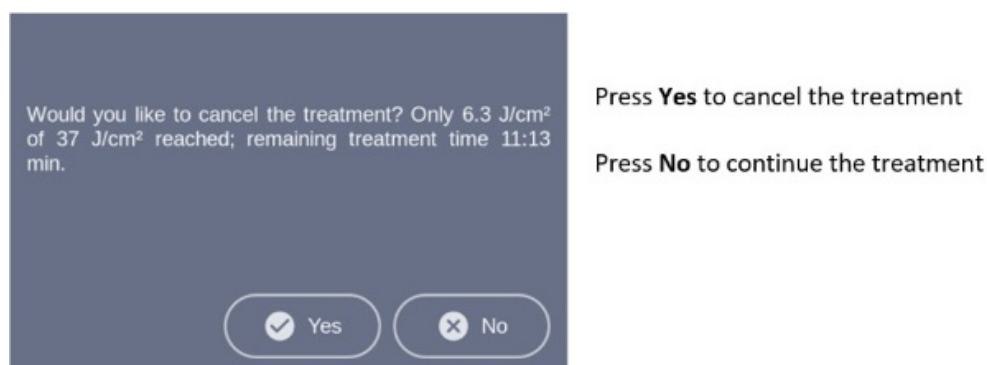 Would you like to cancel the treatment? Only 6.3 J/cm²
of 37 J/cm² reached; remaining treatment time 11:13
min.
Yes
No
Press Yes to cancel the treatment
Press No to continue the treatment